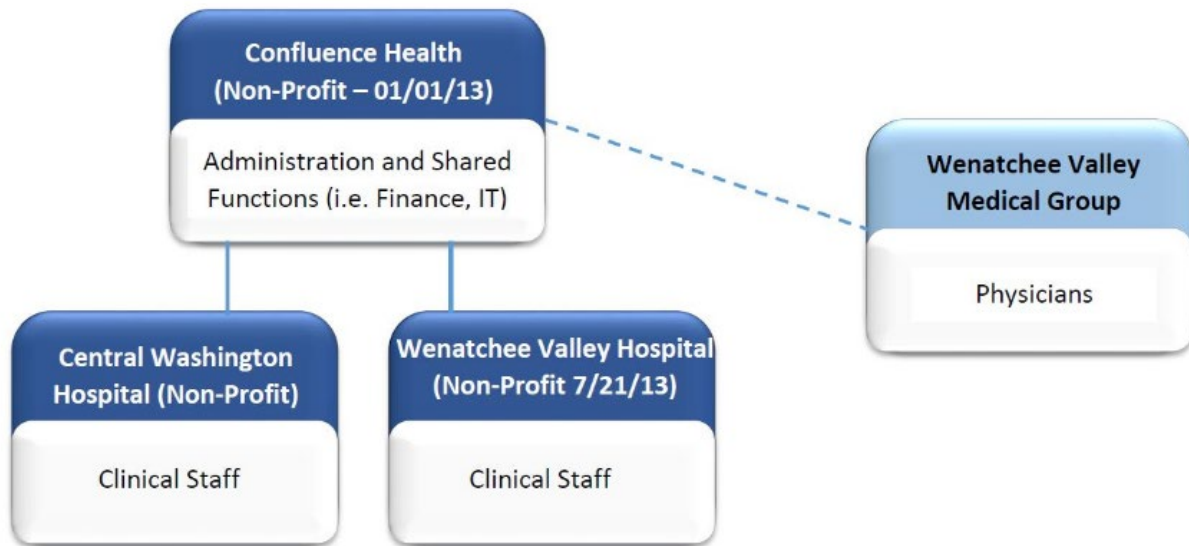 Confluence Health
(Non-Profit – 01/01/13)
Administration and Shared
Functions (i.e. Finance, IT)
Wenatchee Valley
Medical Group
Physicians
Central Washington
Hospital (Non-Profit)
Clinical Staff
Wenatchee Valley Hospital
(Non-Profit 7/21/13)
Clinical Staff